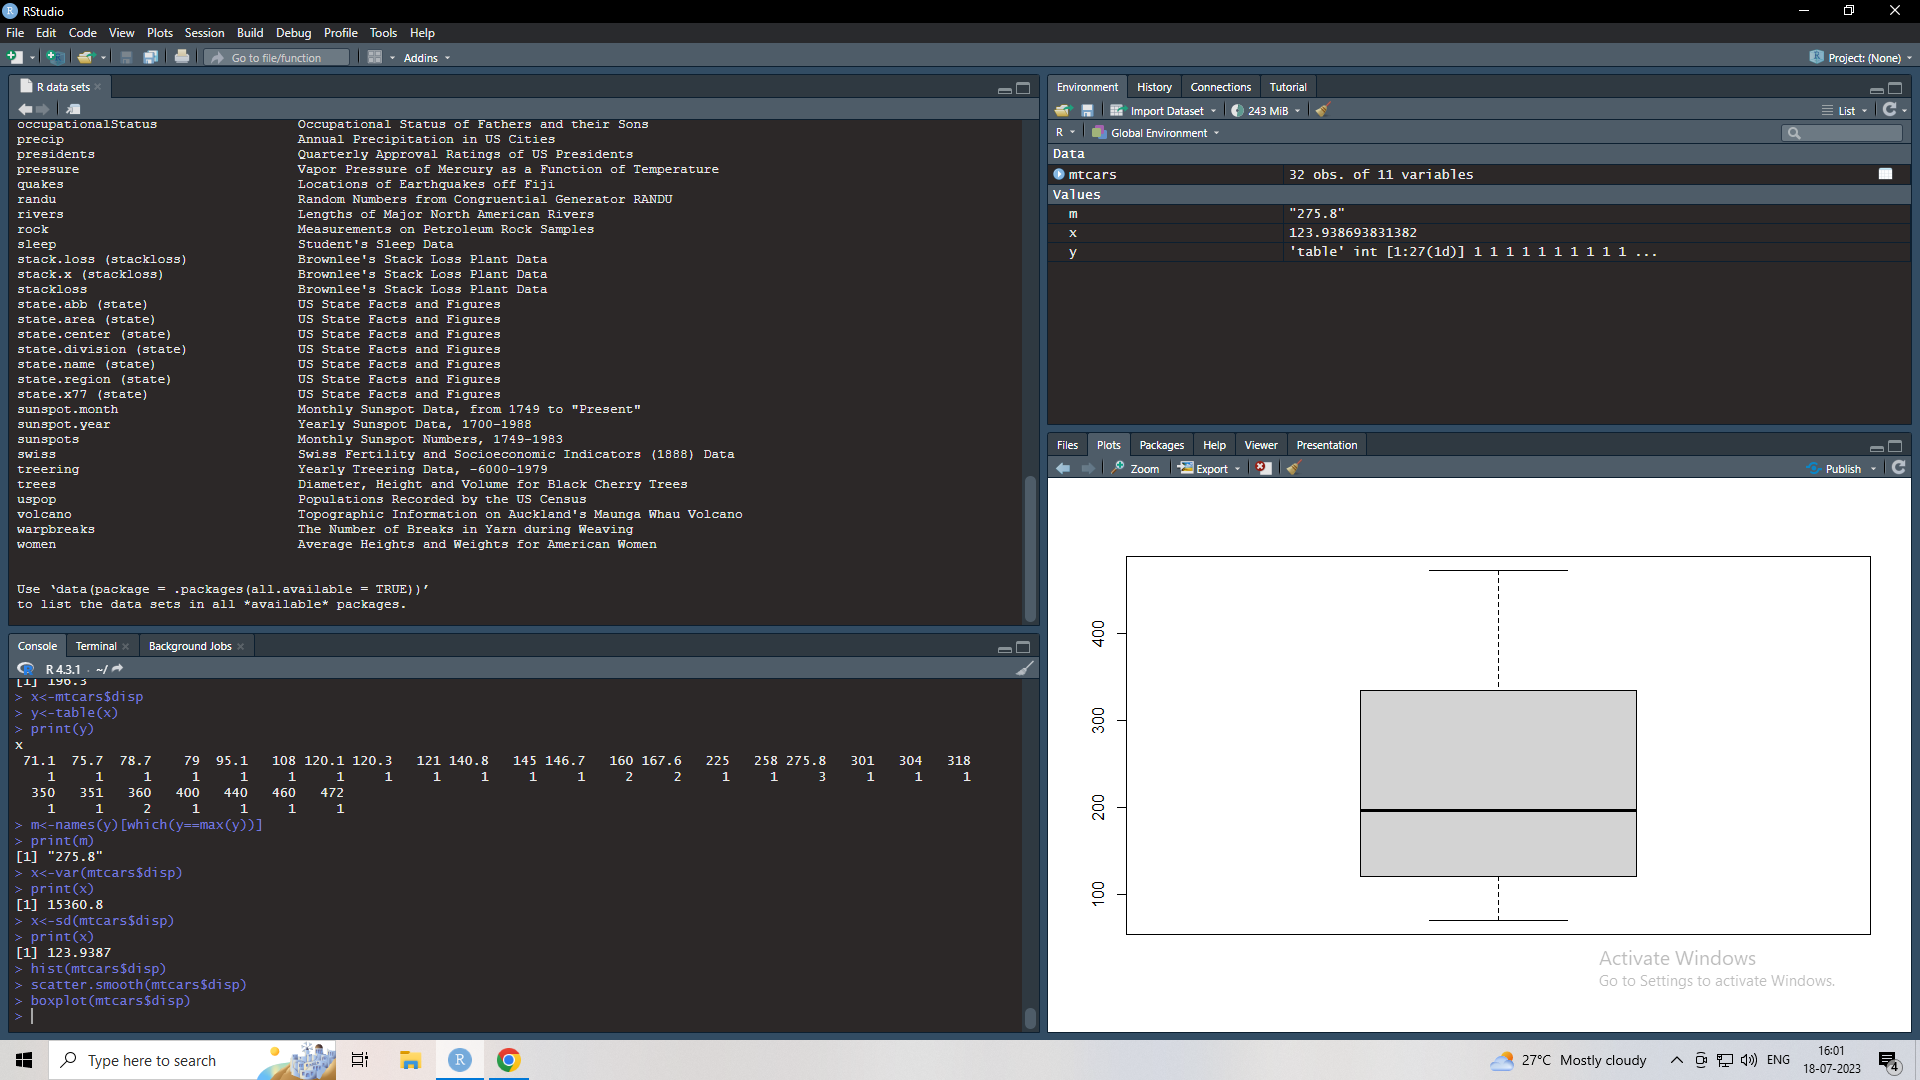 RStudio
File Edit Code View Plots Session Build Debug Profile Tools Help
Go to file/function Addins Project: (None)
R data sets
occupationalStatus Occupational Status of Fathers and their Sons
precip Annual Precipitation in US Cities
presidents Quarterly Approval Ratings of US Presidents
pressure Vapor Pressure of Mercury as a Function of Temperature
quakes Locations of Earthquakes off Fiji
randu Random Numbers from Congruential Generator RANDU
rivers Lengths of Major North American Rivers
rock Measurements on Petroleum Rock Samples
sleep Student's Sleep Data
stack.loss (stackloss) Brownlee's Stack Loss Plant Data
stack.x (stackloss) Brownlee's Stack Loss Plant Data
stackloss Brownlee's Stack Loss Plant Data
state.abb (state) US State Facts and Figures
state.area (state) US State Facts and Figures
state.center (state) US State Facts and Figures
state.division (state) US State Facts and Figures
state.name (state) US State Facts and Figures
state.region (state) US State Facts and Figures
state.x77 (state) US State Facts and Figures
sunspot.month Monthly Sunspot Data, from 1749 to "Present"
sunspot.year Yearly Sunspot Data, 1700-1988
sunspots Monthly Sunspot Numbers, 1749-1983
swiss Swiss Fertility and Socioeconomic Indicators (1888) Data
treering Yearly Treering Data, -6000-1979
trees Diameter, Height and Volume for Black Cherry Trees
uspop Populations Recorded by the US Census
volcano Topographic Information on Auckland's Maunga Whau Volcano
warpbreaks The Number of Breaks in Yarn during Weaving
women Average Heights and Weights for American Women
Use ‘data(package = .packages(all.available = TRUE))’
to list the data sets in all *available* packages.
Console Terminal Background Jobs
R 4.3.1 · ~/
[1] 196.3
> x<-mtcars$disp
> y<-table(x)
> print(y)
x
71.1 75.7 78.7 79 95.1 108 120.1 120.3 121 140.8 145 146.7 160 167.6 225 258 275.8 301 304 318
1 1 1 1 1 1 1 1 1 1 1 1 2 2 1 1 3 1 1 1
350 351 360 400 440 460 472
1 1 2 1 1 1 1
> m<-names(y)[which(y==max(y))]
> print(m)
[1] "275.8"
> x<-var(mtcars$disp)
> print(x)
[1] 15360.8
> x<-sd(mtcars$disp)
> print(x)
[1] 123.9387
> hist(mtcars$disp)
> scatter.smooth(mtcars$disp)
> boxplot(mtcars$disp)
>
Environment History Connections Tutorial
Import Dataset 243 MiB List
R Global Environment
Data
mtcars 32 obs. of 11 variables
Values
m "275.8"
x 123.938693831382
y 'table' int [1:27(1d)] 1 1 1 1 1 1 1 1 1 1 ...
Files Plots Packages Help Viewer Presentation
Zoom Export Publish
400
300
200
100
Activate Windows
Go to Settings to activate Windows.
Type here to search
R
27°C Mostly cloudy
ENG
16:01
18-07-2023
4